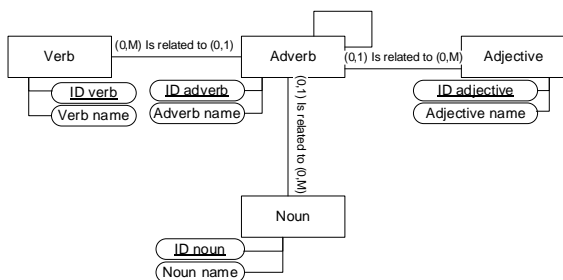 (0,M) Is related to (0,1)
Verb
Adverb
(0,1) Is related to (0,M)
Adjective
ID verb
Verb name
ID adverb
Adverb name
(0,1) Is related to (0,M)
ID adjective
Adjective name
Noun
ID noun
Noun name